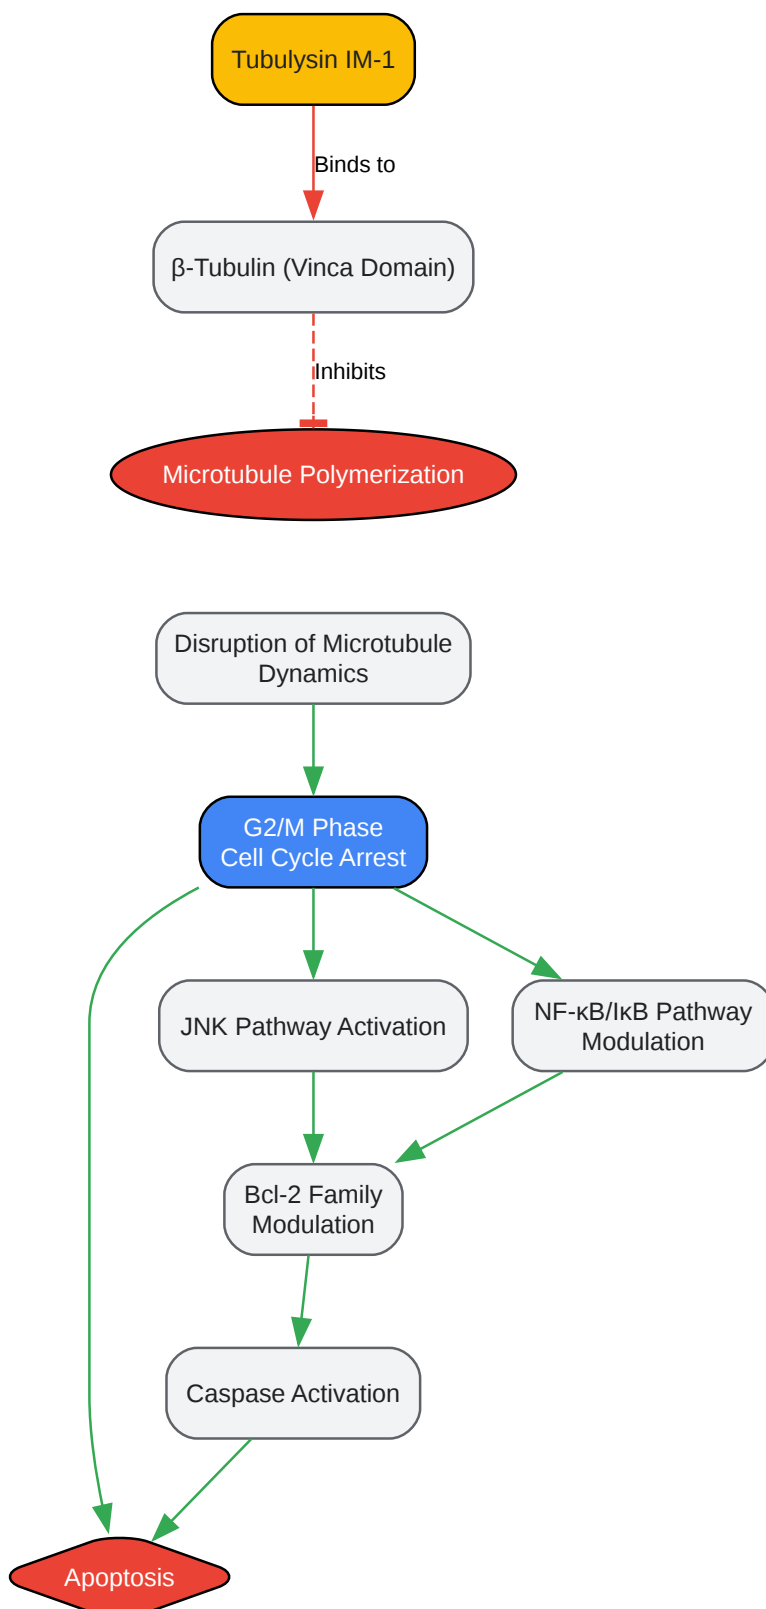 Tubulysin IM-1
Binds to
β-Tubulin (Vinca Domain)
Inhibits
Microtubule Polymerization
Disruption of Microtubule
Dynamics
G2/M Phase
Cell Cycle Arrest
JNK Pathway Activation
NF-κB/IκB Pathway
Modulation
Bcl-2 Family
Modulation
Caspase Activation
Apoptosis